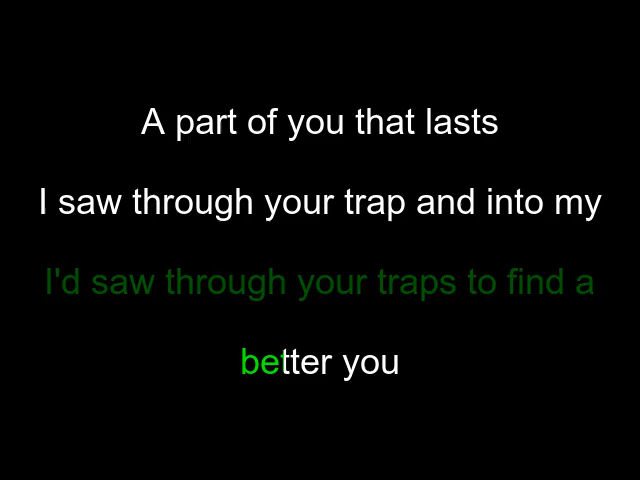 A part of you that lasts
I saw through your trap and into my
I'd saw through your traps to find a
better you